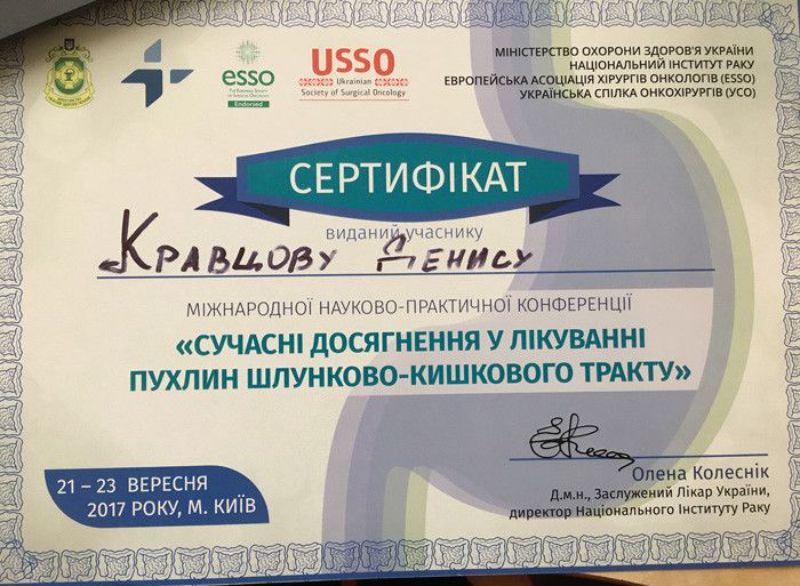 esso
Endorsed
USSO
Ukrainian
Society of Surgical Oncology
МІНІСТЕРСТВО ОХОРОНИ ЗДОРОВ'Я УКРАЇНИ
НАЦІОНАЛЬНИЙ ІНСТИТУТ РАКУ
ЕВРОПЕЙСЬКА АСОЦІАЦІЯ ХІРУРГІВ ОНКОЛОГІВ (ESSO)
УКРАЇНСЬКА СПІЛКА ОНКОХІРУРГІВ (УСО)
СЕРТИФІКАТ
виданий учаснику
Кравцову Денису
МІЖНАРОДНОЇ НАУКОВО-ПРАКТИЧНОЇ КОНФЕРЕНЦІЇ
«СУЧАСНІ ДОСЯГНЕННЯ У ЛІКУВАННІ
ПУХЛИН ШЛУНКОВО-КИШКОВОГО ТРАКТУ»
21 – 23 ВЕРЕСНЯ
2017 РОКУ, М. КИЇВ
Олена Колеснік
Д.м.н., Заслужений Лікар України,
директор Національного Інституту Раку